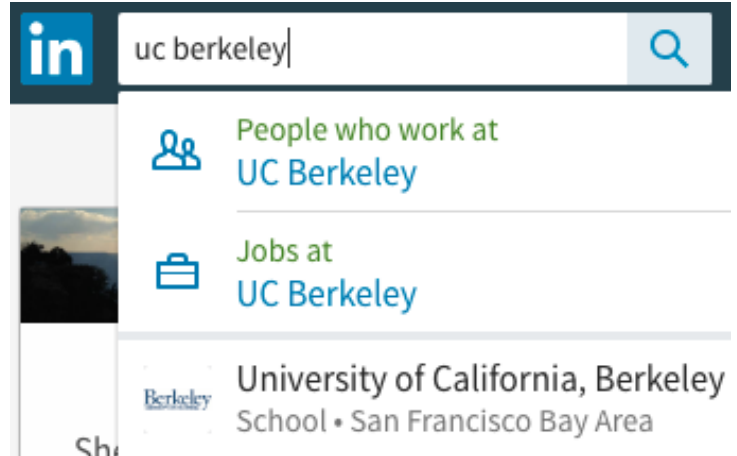 in
uc berkeley
People who work at
UC Berkeley
Jobs at
UC Berkeley
Berkeley
University of California, Berkeley
School • San Francisco Bay Area